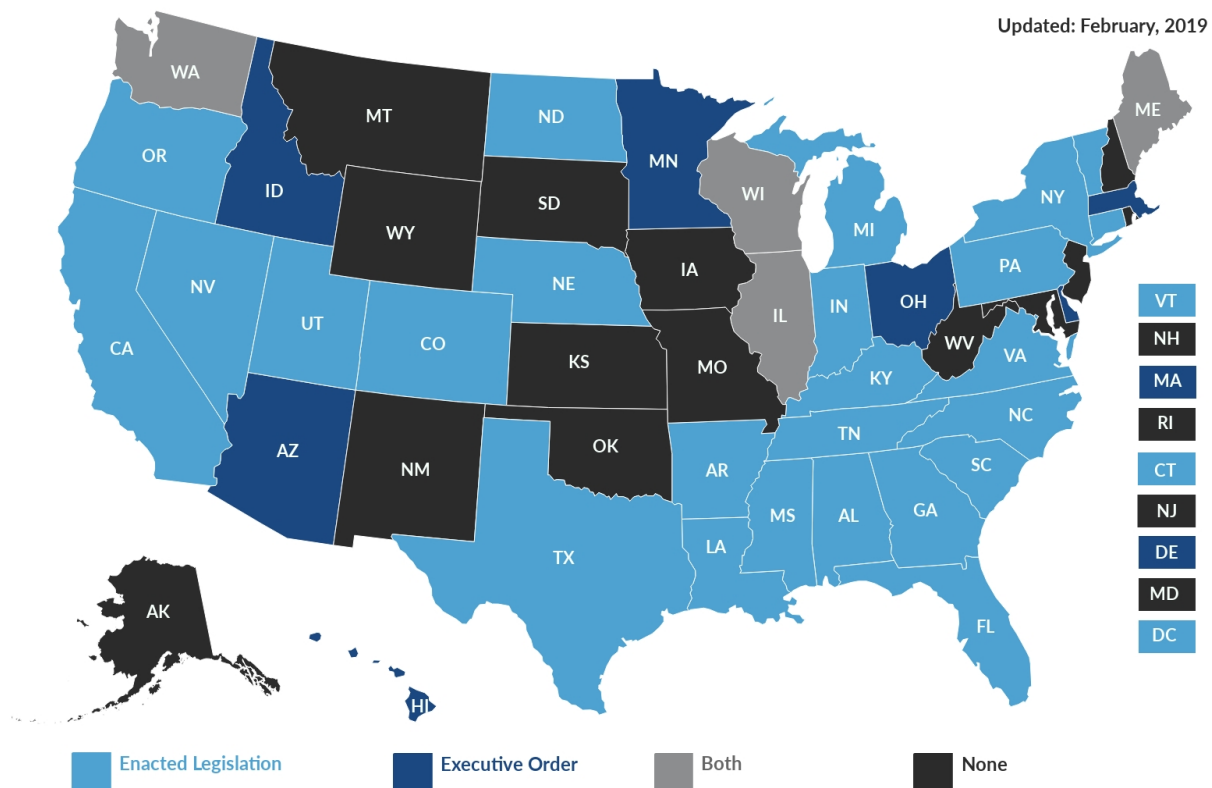 Updated: February, 2019
WA
ME
MT
ND
OR
MN
ID
WI
SD
NY
WY
MI
IA
PA
NE
NV
IN
OH
VT
IL
UT
NH
CO
WV
CA
VA
KS
MO
KY
MA
NC
RI
TN
AZ
OK
SC
NM
AR
CT
GA
MS
AL
NJ
LA
TX
DE
MD
AK
FL
DC
HI
Enacted Legislation
Executive Order
Both
None